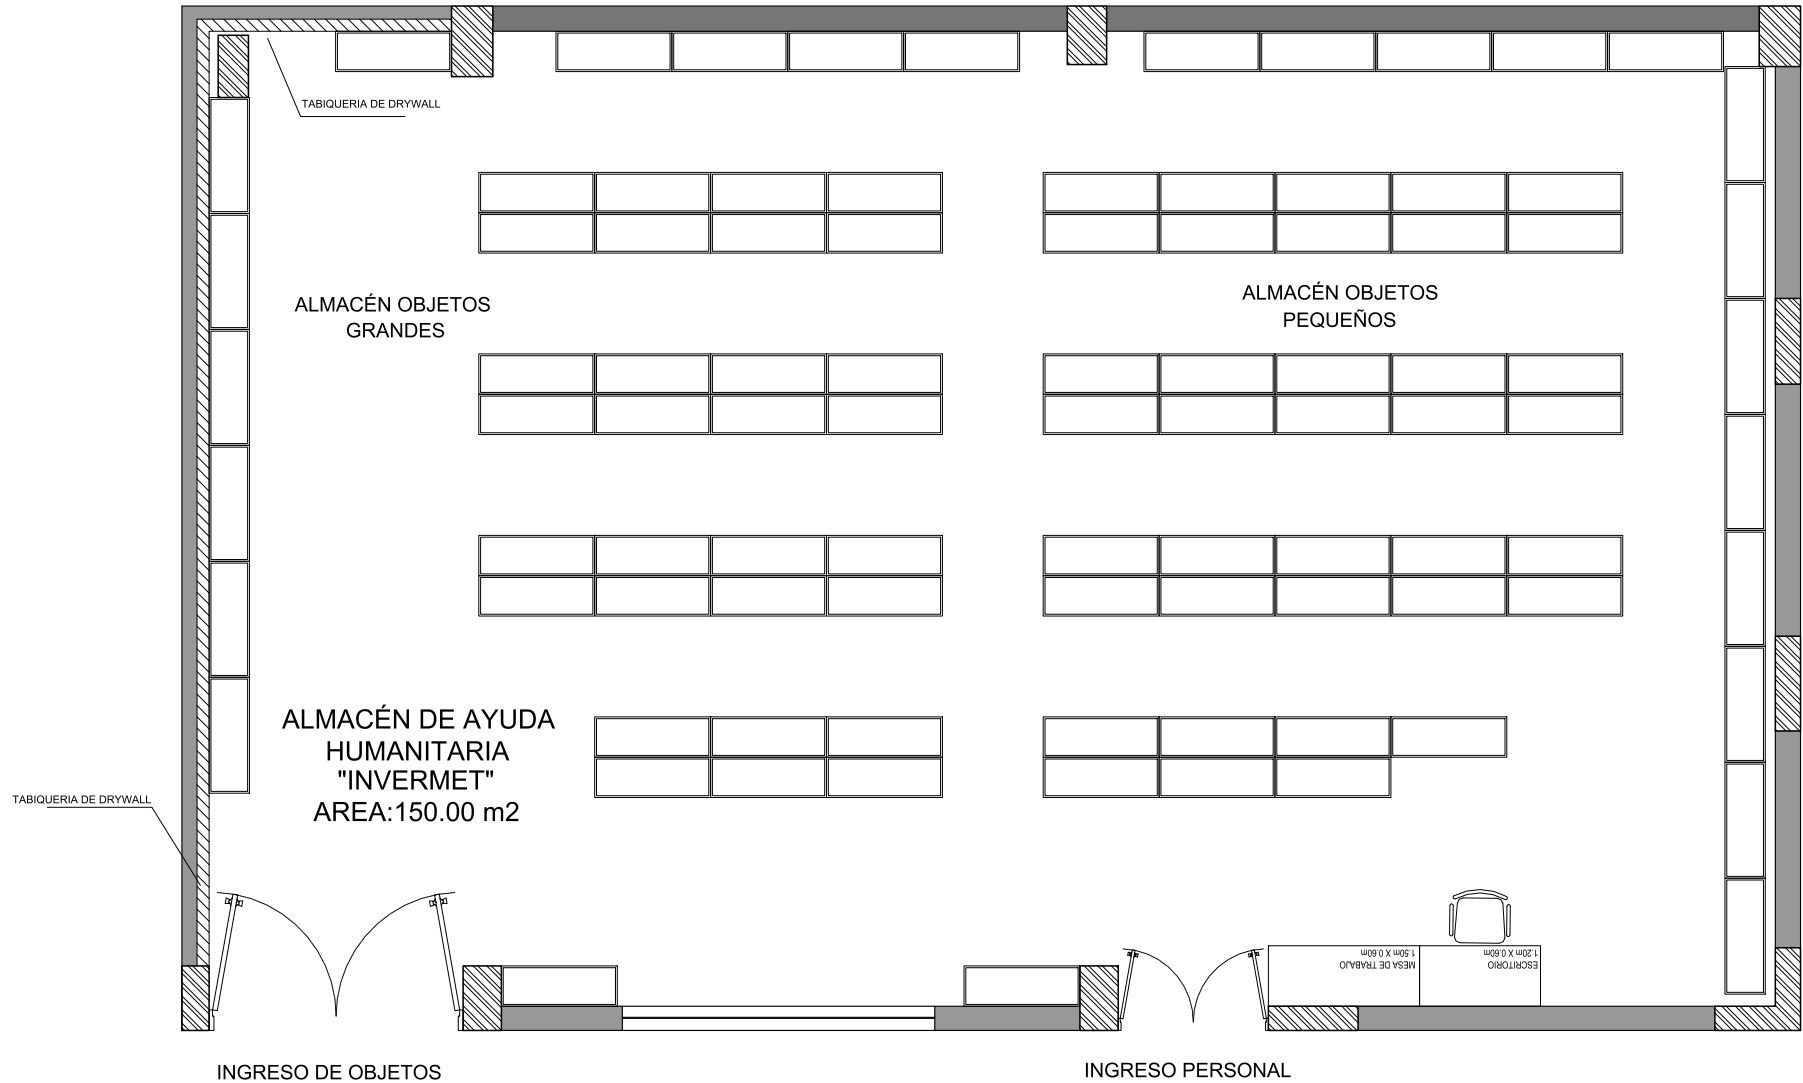 TABIQUERIA DE DRYWALL
ALMACÉN OBJETOS
GRANDES
ALMACÉN OBJETOS
PEQUEÑOS
ALMACÉN DE AYUDA
HUMANITARIA
"INVERMET"
AREA:150.00 m2
TABIQUERIA DE DRYWALL
MESA DE TRABAJO
1.50m X 0.60m
ESCRITORIO
1.20m X 0.60m
INGRESO DE OBJETOS
INGRESO PERSONAL